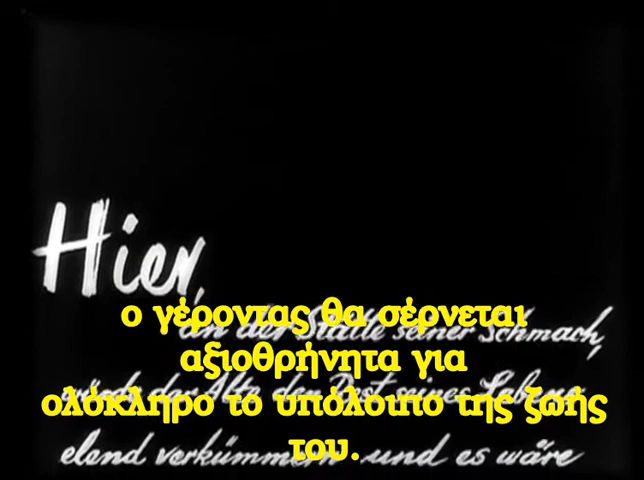 Hier,
an der Stätte seiner Schmach,
würde der Alte den Rest seines Lebens
elend verkümmern und es wäre
ο γέροντας θα σέρνεται
αξιοθρήνητα για
ολόκληρο το υπόλοιπο της ζωής
του.